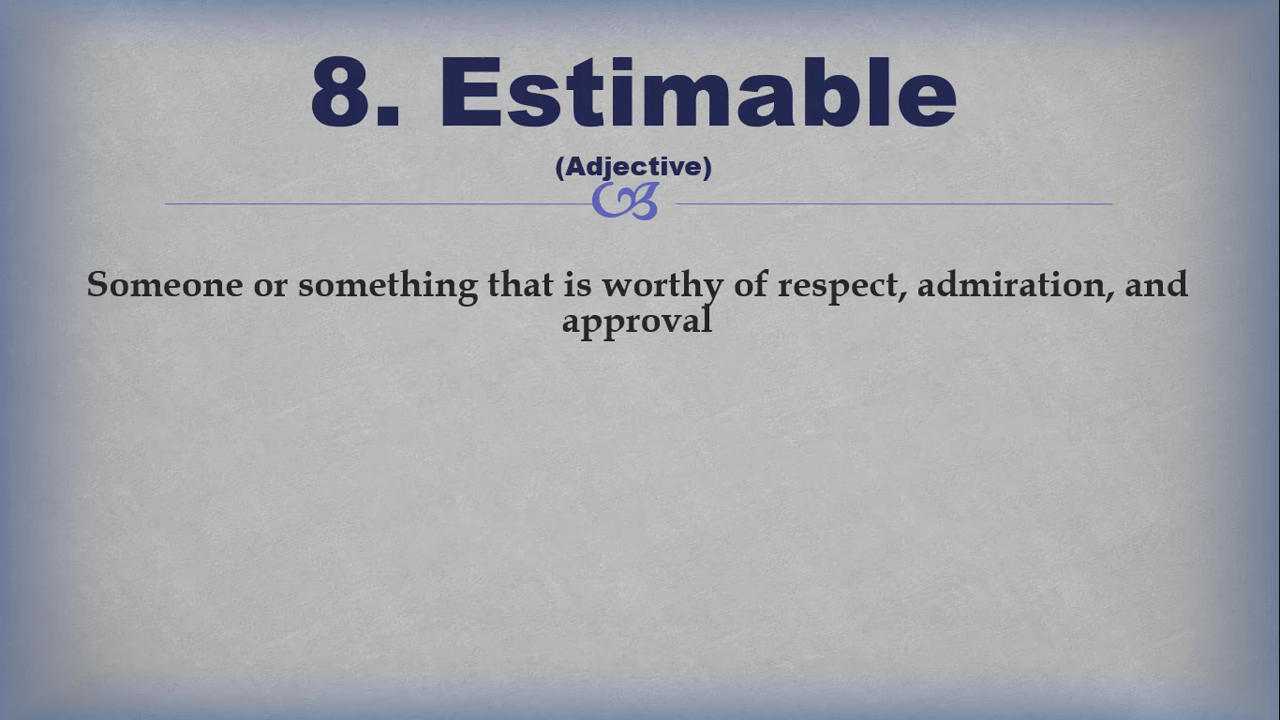 8. Estimable
(Adjective)
Someone or something that is worthy of respect, admiration, and
approval